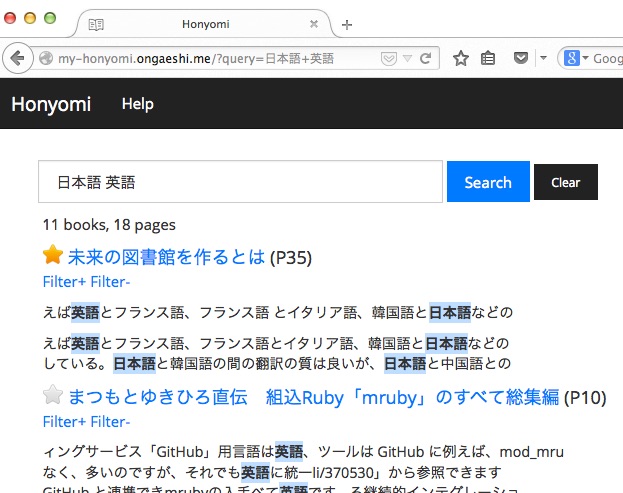 Honyomi
my-honyomi.ongaeshi.me/?query=日本語+英語
Goog
Honyomi Help
日本語 英語
Search
Clear
11 books, 18 pages
未来の図書館を作るとは (P35)
Filter+ Filter-
えば英語とフランス語、フランス語 とイタリア語、韓国語と日本語などの
えば英語とフランス語、フランス語とイタリア語、韓国語と日本語などの
している。日本語と韓国語の間の翻訳の質は良いが、日本語と中国語との
まつもとゆきひろ直伝　組込Ruby「mruby」のすべて総集編 (P10)
Filter+ Filter-
ィングサービス「GitHub」用言語は英語、ツールは GitHub に例えば、mod_mru
なく、多いのですが、それでも英語に統一li/370530」から参照できます
GitHub と連携できmrubyの入手べて英語です。る継続的インテグレーショ